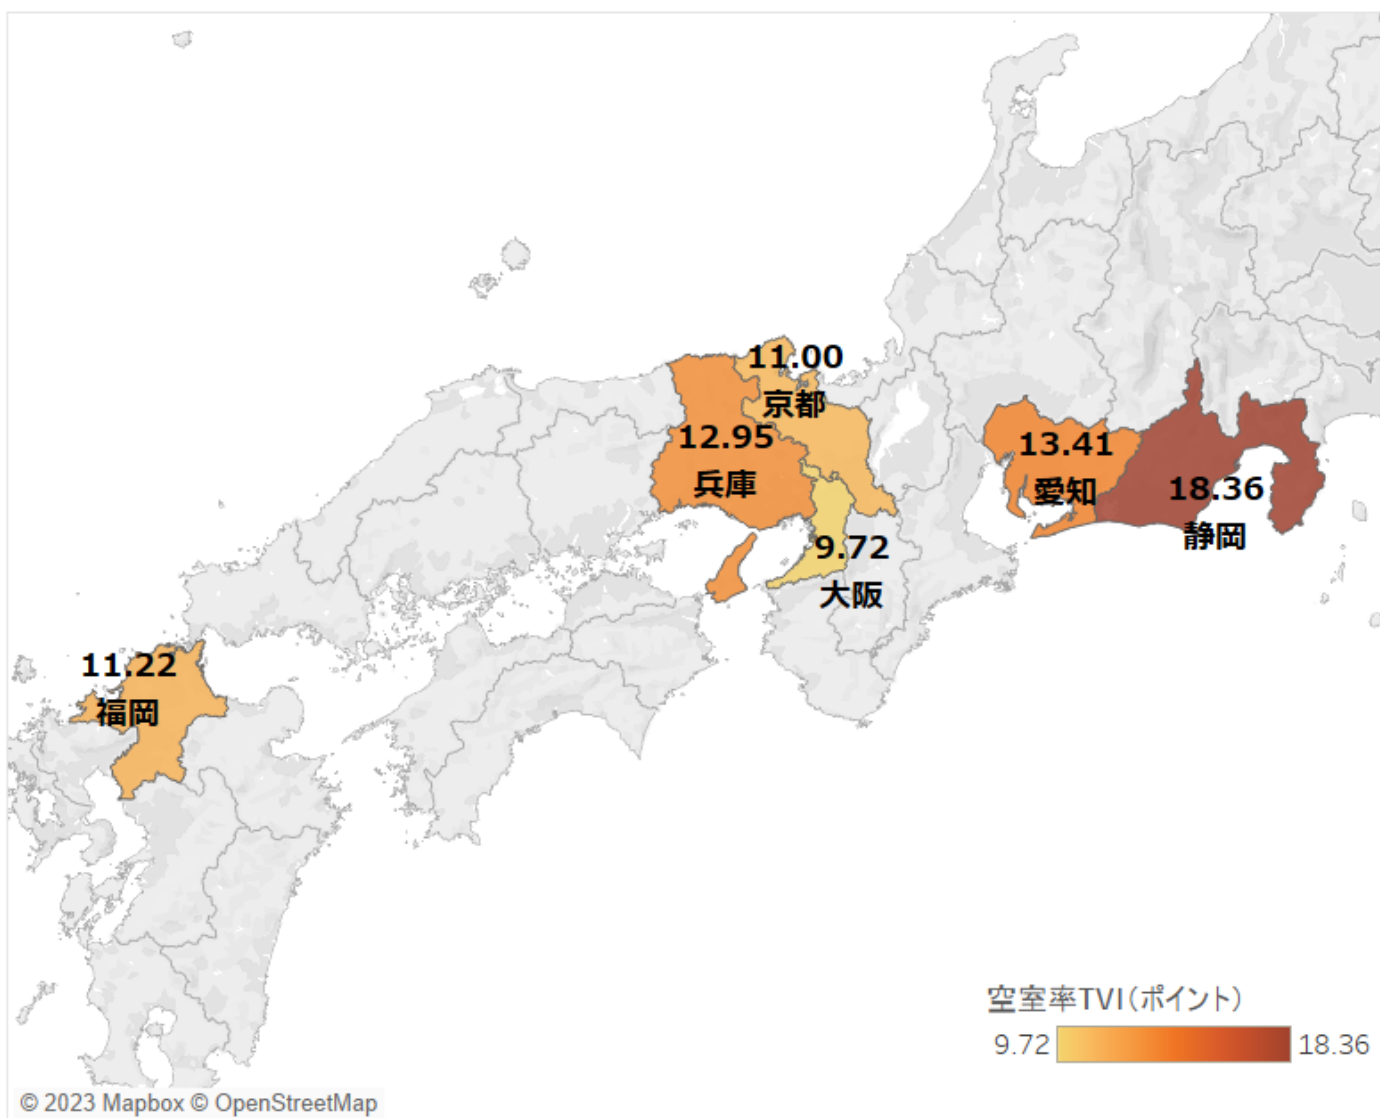 11.00
京都
12.95
兵庫
13.41
愛知
18.36
静岡
9.72
大阪
11.22
福岡
空室率TVI(ポイント)
9.72 18.36
© 2023 Mapbox © OpenStreetMap